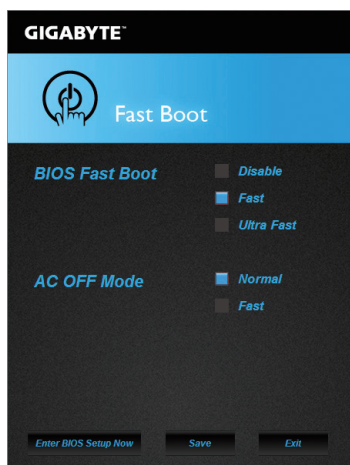 GIGABYTE™
Fast Boot
BIOS Fast Boot
Disable
Fast
Ultra Fast
AC OFF Mode
Normal
Fast
Enter BIOS Setup Now
Save
Exit